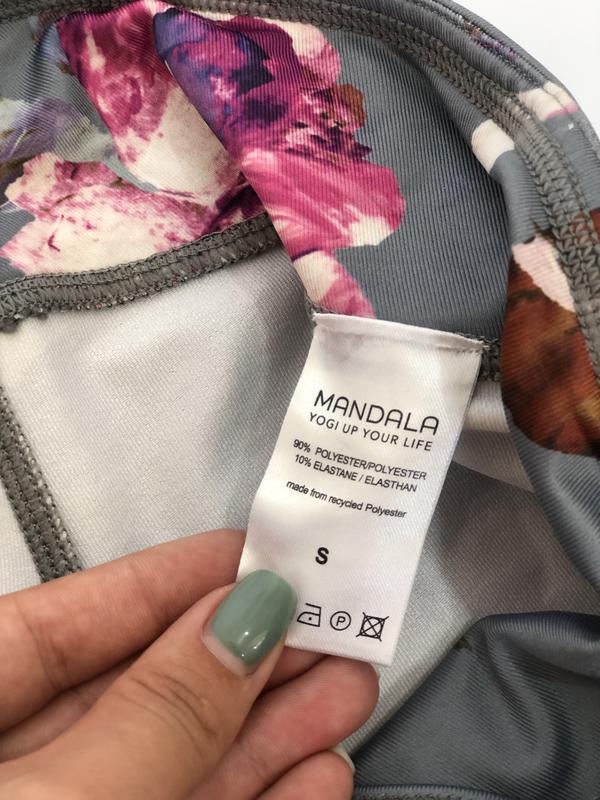 MANDALA
YOGI UP YOUR LIFE
90% POLYESTER/POLYESTER
10% ELASTANE / ELASTHAN
made from recycled Polyester
S
P